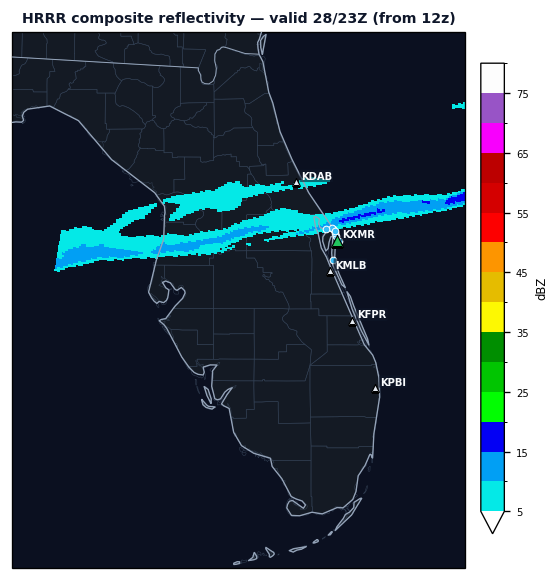 HRRR composite reflectivity — valid 28/23Z (from 12z)
KDAB
KXMR
KMLB
KFPR
KPBI
75
65
55
45
35
25
15
5
dBZ